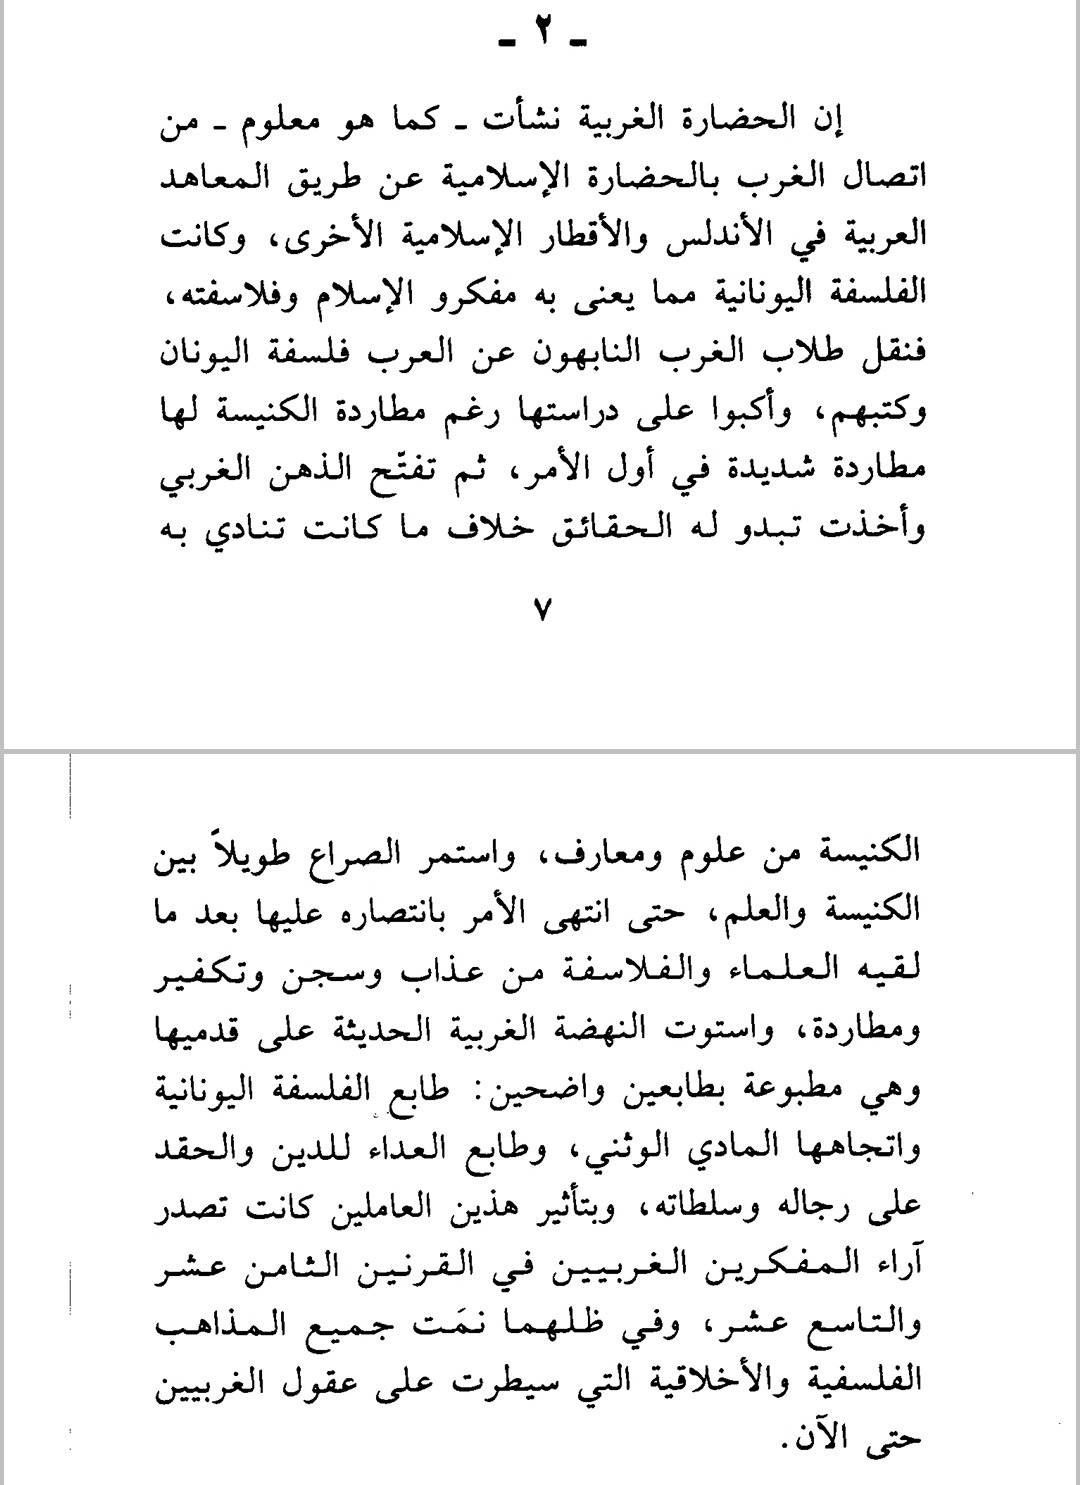 ـ ٢ ـ
إن الحضارة الغربية نشأت ـ كما هو معلوم ـ من
اتصال الغرب بالحضارة الإسلامية عن طريق المعاهد
العربية في الأندلس والأقطار الإسلامية الأخرى، وكانت
الفلسفة اليونانية مما يعنى به مفكرو الإسلام وفلاسفته،
فنقل طلاب الغرب النابهون عن العرب فلسفة اليونان
وكتبهم، وأكبوا على دراستها رغم مطاردة الكنيسة لها
مطاردة شديدة في أول الأمر، ثم تفتّح الذهن الغربي
وأخذت تبدو له الحقائق خلاف ما كانت تنادي به
٧
الكنيسة من علوم ومعارف، واستمر الصراع طويلاً بين
الكنيسة والعلم، حتى انتهى الأمر بانتصاره عليها بعد ما
لقيه العلماء والفلاسفة من عذاب وسجن وتكفير
ومطاردة، واستوت النهضة الغربية الحديثة على قدميها
وهي مطبوعة بطابعين واضحين: طابع الفلسفة اليونانية
واتجاهها المادي الوثني، وطابع العداء للدين والحقد
على رجاله وسلطاته، وبتأثير هذين العاملين كانت تصدر
آراء المفكرين الغربيين في القرنين الثامن عشر
والتاسع عشر، وفي ظلهما نمَت جميع المذاهب
الفلسفية والأخلاقية التي سيطرت على عقول الغربيين
حتى الآن.